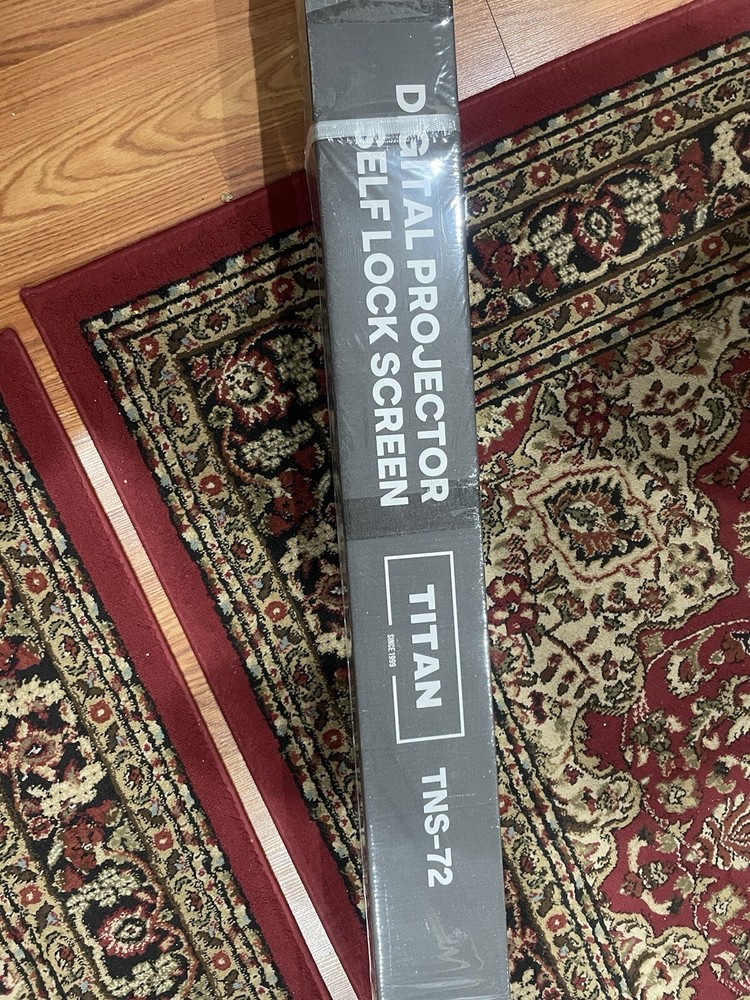 DIGITAL PROJECTOR
SELF LOCK SCREEN
TITAN
SINCE 1999
TNS-72